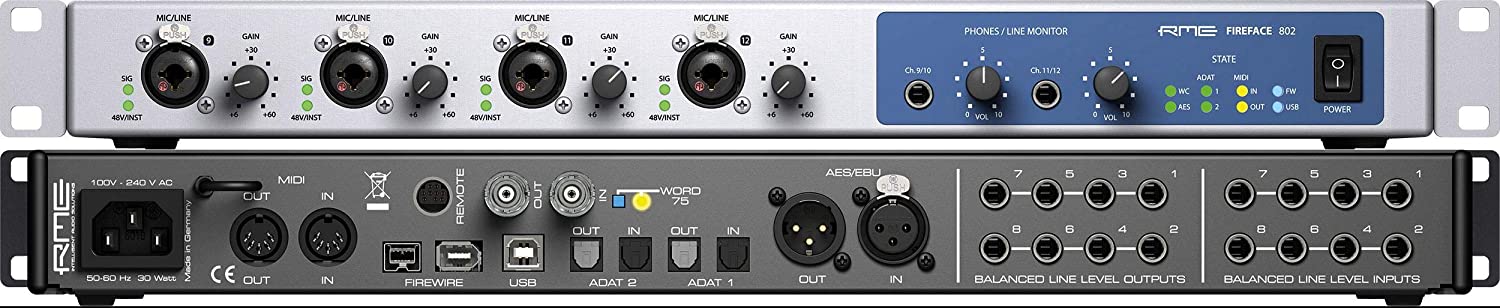 MIC/LINE MIC/LINE MIC/LINE MIC/LINE
PUSH PUSH PUSH PUSH
9 10 11 12
GAIN GAIN GAIN GAIN
+30 +30 +30 +30
SIG SIG SIG SIG
48V/INST 48V/INST 48V/INST 48V/INST
+6 +60 +6 +60 +6 +60 +6 +60
PHONES / LINE MONITOR
Ch. 9/10 Ch. 11/12
5 5
0 VOL 10 0 VOL 10
RME FIREFACE 802
STATE
ADAT MIDI
WC 1 IN FW
AES 2 OUT USB
POWER
RME
INTELLIGENT AUDIO SOLUTIONS
100V - 240 V AC
50-60 Hz 30 Watt
Made in Germany
MIDI
OUT IN
OUT IN
CE
REMOTE
OUT
IN
WORD
75
FIREWIRE
USB
OUT IN OUT IN
ADAT 2 ADAT 1
AES/EBU
PUSH
OUT IN
7 5 3 1
8 6 4 2
BALANCED LINE LEVEL OUTPUTS
7 5 3 1
8 6 4 2
BALANCED LINE LEVEL INPUTS